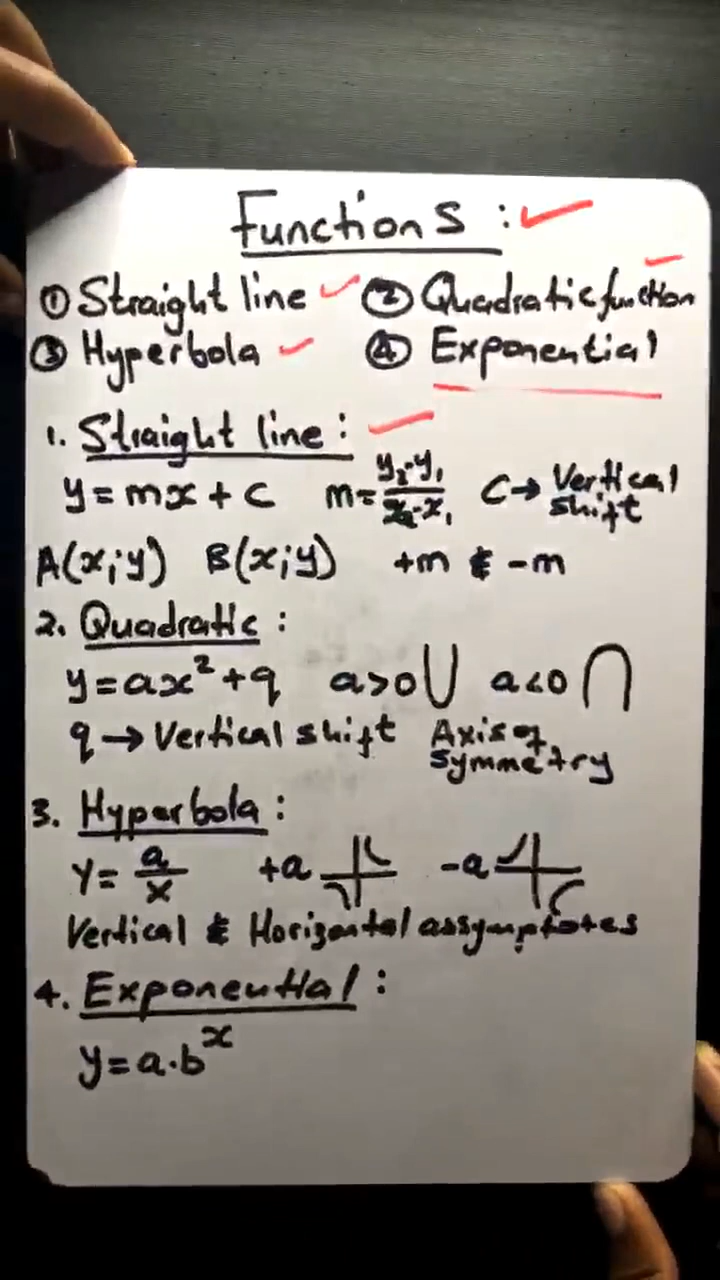 Functions :
① Straight line ② Quadratic function
③ Hyperbola ④ Exponential
1. Straight line :
y = mx + c m = y₂-y₁/x₂-x₁ C → Vertical shift
A(x;y) B(x;y) +m & -m
2. Quadratic :
y = ax² + q a>0 a<0
q → Vertical shift Axis of symmetry
3. Hyperbola :
y = a/x +a -a
Vertical & Horizontal assymptotes
4. Exponential :
y = a·bˣ